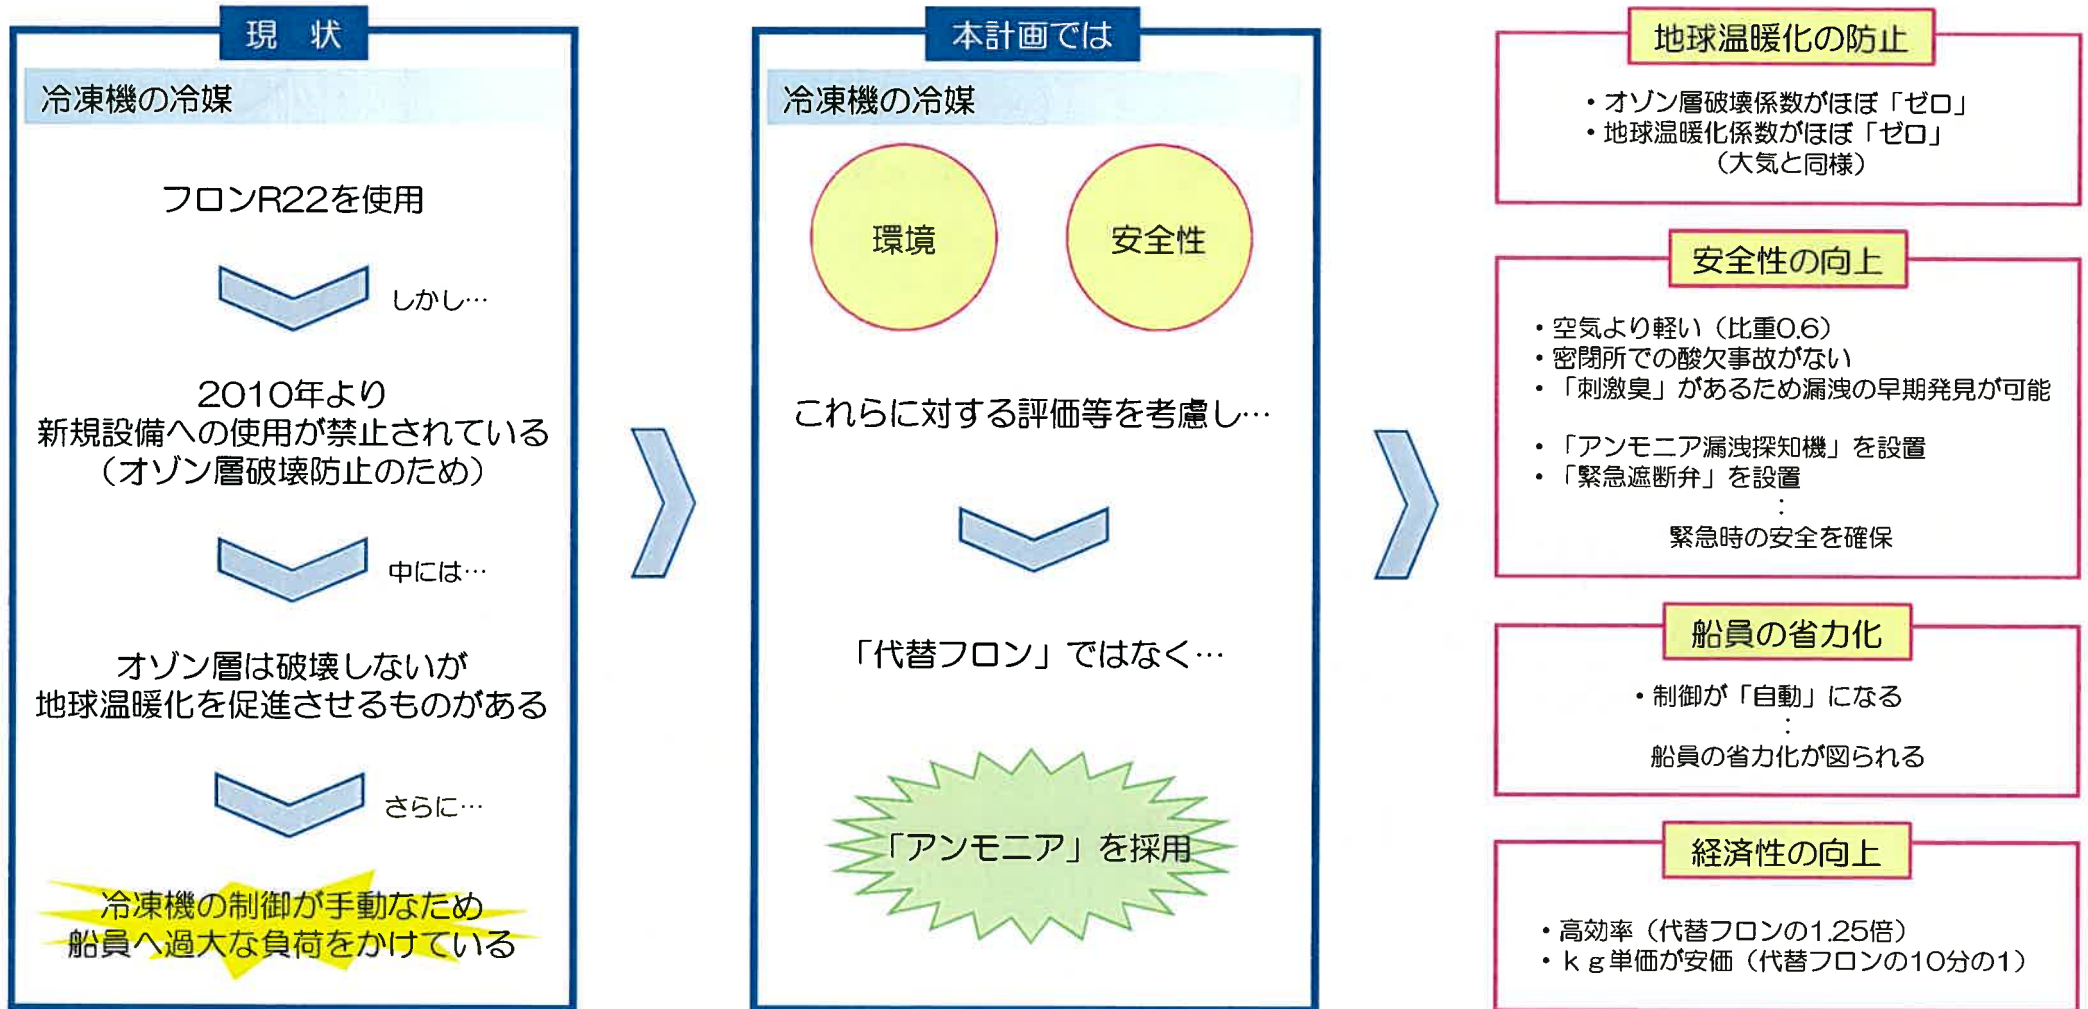 現 状
冷凍機の冷媒
フロンR22を使用
しかし…
2010年より
新規設備への使用が禁止されている
（オゾン層破壊防止のため）
中には…
オゾン層は破壊しないが
地球温暖化を促進させるものがある
さらに…
冷凍機の制御が手動なため
船員へ過大な負荷をかけている
本計画では
冷凍機の冷媒
環境
安全性
これらに対する評価等を考慮し…
「代替フロン」ではなく…
「アンモニア」を採用
地球温暖化の防止
・オゾン層破壊係数がほぼ「ゼロ」
・地球温暖化係数がほぼ「ゼロ」
（大気と同様）
安全性の向上
・空気より軽い（比重0.6）
・密閉所での酸欠事故がない
・「刺激臭」があるため漏洩の早期発見が可能
・「アンモニア漏洩探知機」を設置
・「緊急遮断弁」を設置
：
緊急時の安全を確保
船員の省力化
・制御が「自動」になる
：
船員の省力化が図られる
経済性の向上
・高効率（代替フロンの1.25倍）
・ｋｇ単価が安価（代替フロンの10分の1）